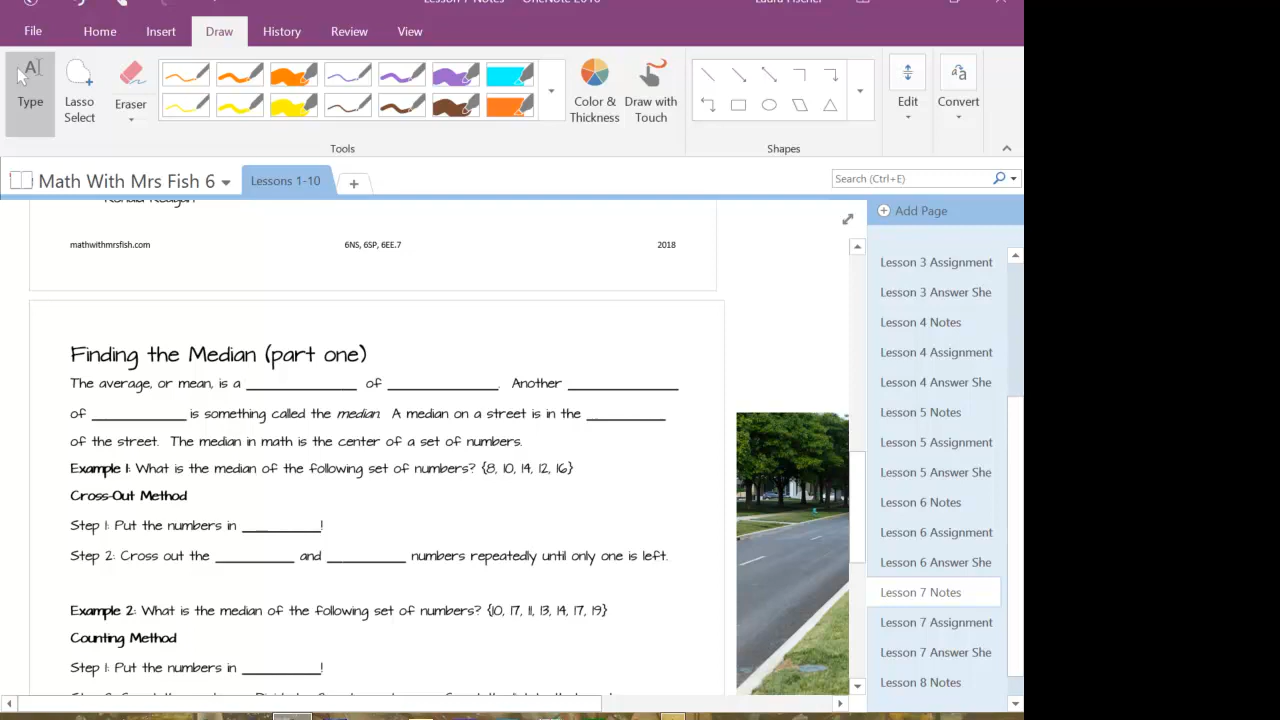 File
Home
Insert
Draw
History
Review
View
Type
Lasso
Select
Eraser
Color &
Thickness
Draw with
Touch
Edit
Convert
Tools
Shapes
Math With Mrs Fish 6
Lessons 1-10
Search (Ctrl+E)
mathwithmrsfish.com 6NS, 6SP, 6EE.7 2018
Finding the Median (part one)
The average, or mean, is a ____________ of ____________. Another ____________
of ____________ is something called the median. A median on a street is in the _________
of the street. The median in math is the center of a set of numbers.
Example 1: What is the median of the following set of numbers? {8, 10, 14, 12, 16}
Cross-Out Method
Step 1: Put the numbers in _________!
Step 2: Cross out the _________ and _________ numbers repeatedly until only one is left.
Example 2: What is the median of the following set of numbers? {10, 17, 11, 13, 14, 17, 19}
Counting Method
Step 1: Put the numbers in _________!
Add Page
Lesson 3 Assignment
Lesson 3 Answer She
Lesson 4 Notes
Lesson 4 Assignment
Lesson 4 Answer She
Lesson 5 Notes
Lesson 5 Assignment
Lesson 5 Answer She
Lesson 6 Notes
Lesson 6 Assignment
Lesson 6 Answer She
Lesson 7 Notes
Lesson 7 Assignment
Lesson 7 Answer She
Lesson 8 Notes